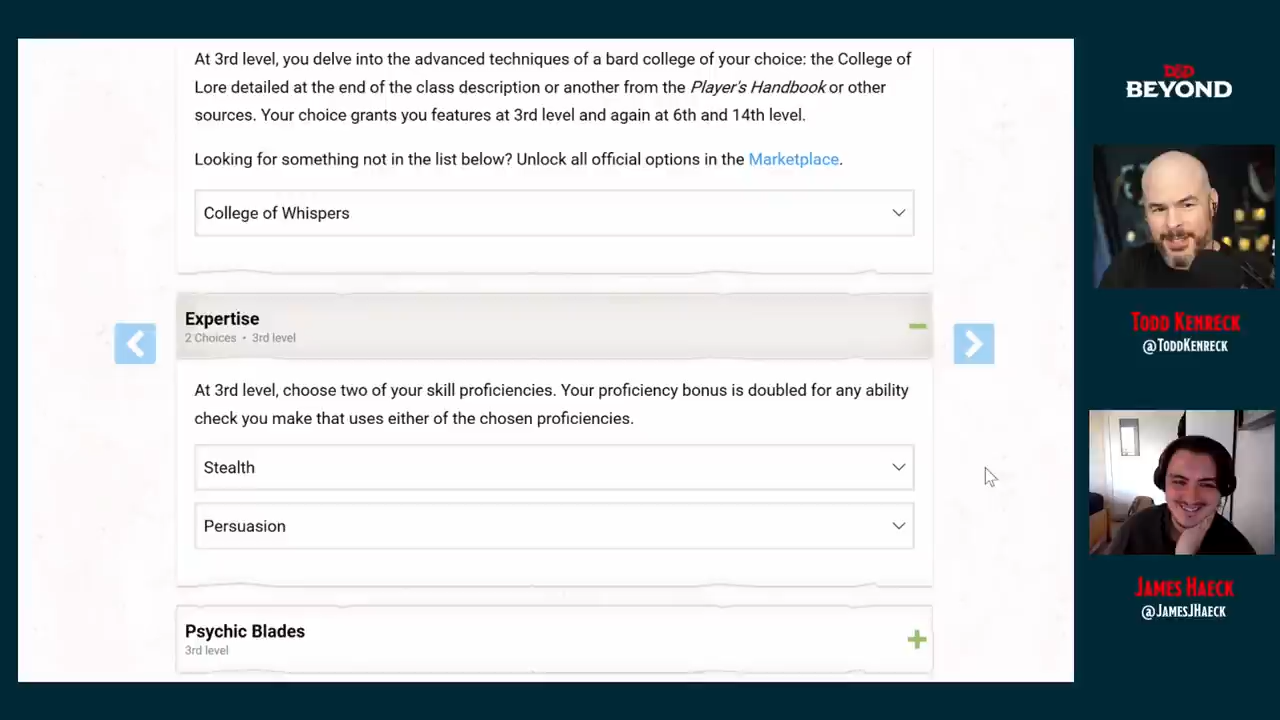 At 3rd level, you delve into the advanced techniques of a bard college of your choice: the College of
Lore detailed at the end of the class description or another from the Player's Handbook or other
sources. Your choice grants you features at 3rd level and again at 6th and 14th level.
Looking for something not in the list below? Unlock all official options in the Marketplace.
College of Whispers
Expertise
2 Choices • 3rd level
At 3rd level, choose two of your skill proficiencies. Your proficiency bonus is doubled for any ability
check you make that uses either of the chosen proficiencies.
Stealth
Persuasion
Psychic Blades
3rd level
D&D
BEYOND
TODD KENRECK
@TODDKENRECK
JAMES HAECK
@JAMESJHAECK